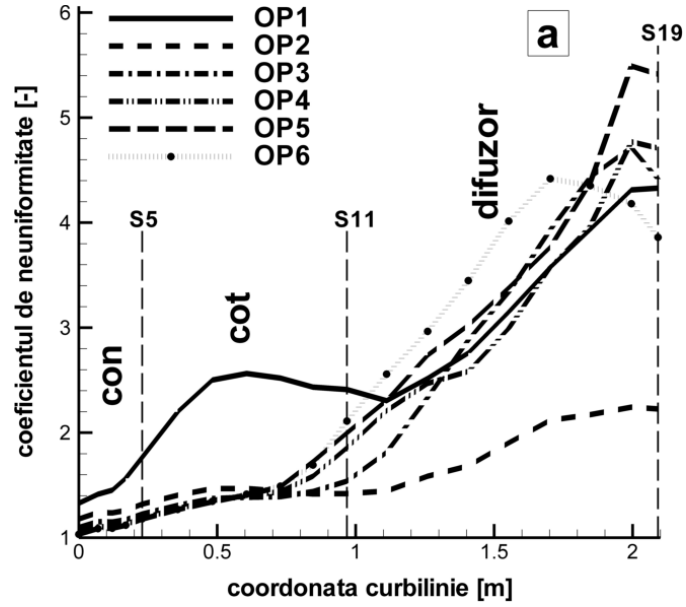 OP1
OP2
OP3
OP4
OP5
OP6
a
S19
S5
S11
con
cot
difuzor
coeficientul de neuniformitate [-]
6
5
4
3
2
1
0
0.5
1
1.5
2
coordonata curbilinie [m]